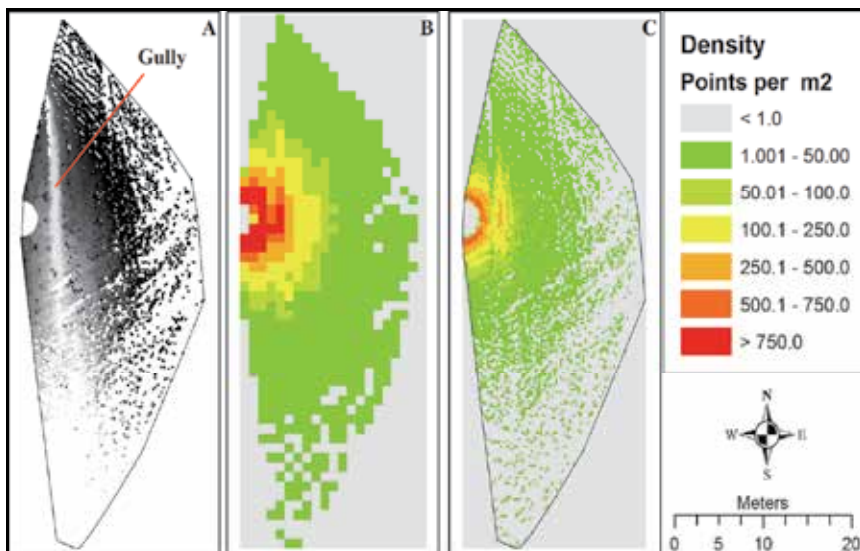 A
Gully
B
C
Density
Points per m2
< 1.0
1.001 - 50.00
50.01 - 100.0
100.1 - 250.0
250.1 - 500.0
500.1 - 750.0
> 750.0
N
W E
S
Meters
0 5 10 20